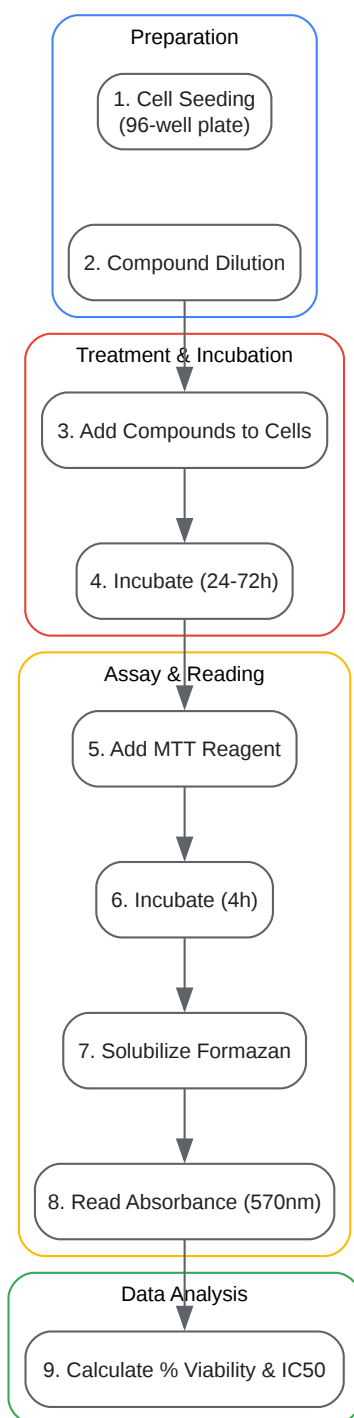 Preparation
1. Cell Seeding
(96-well plate)
2. Compound Dilution
Treatment & Incubation
3. Add Compounds to Cells
4. Incubate (24-72h)
Assay & Reading
5. Add MTT Reagent
6. Incubate (4h)
7. Solubilize Formazan
8. Read Absorbance (570nm)
Data Analysis
9. Calculate % Viability & IC50